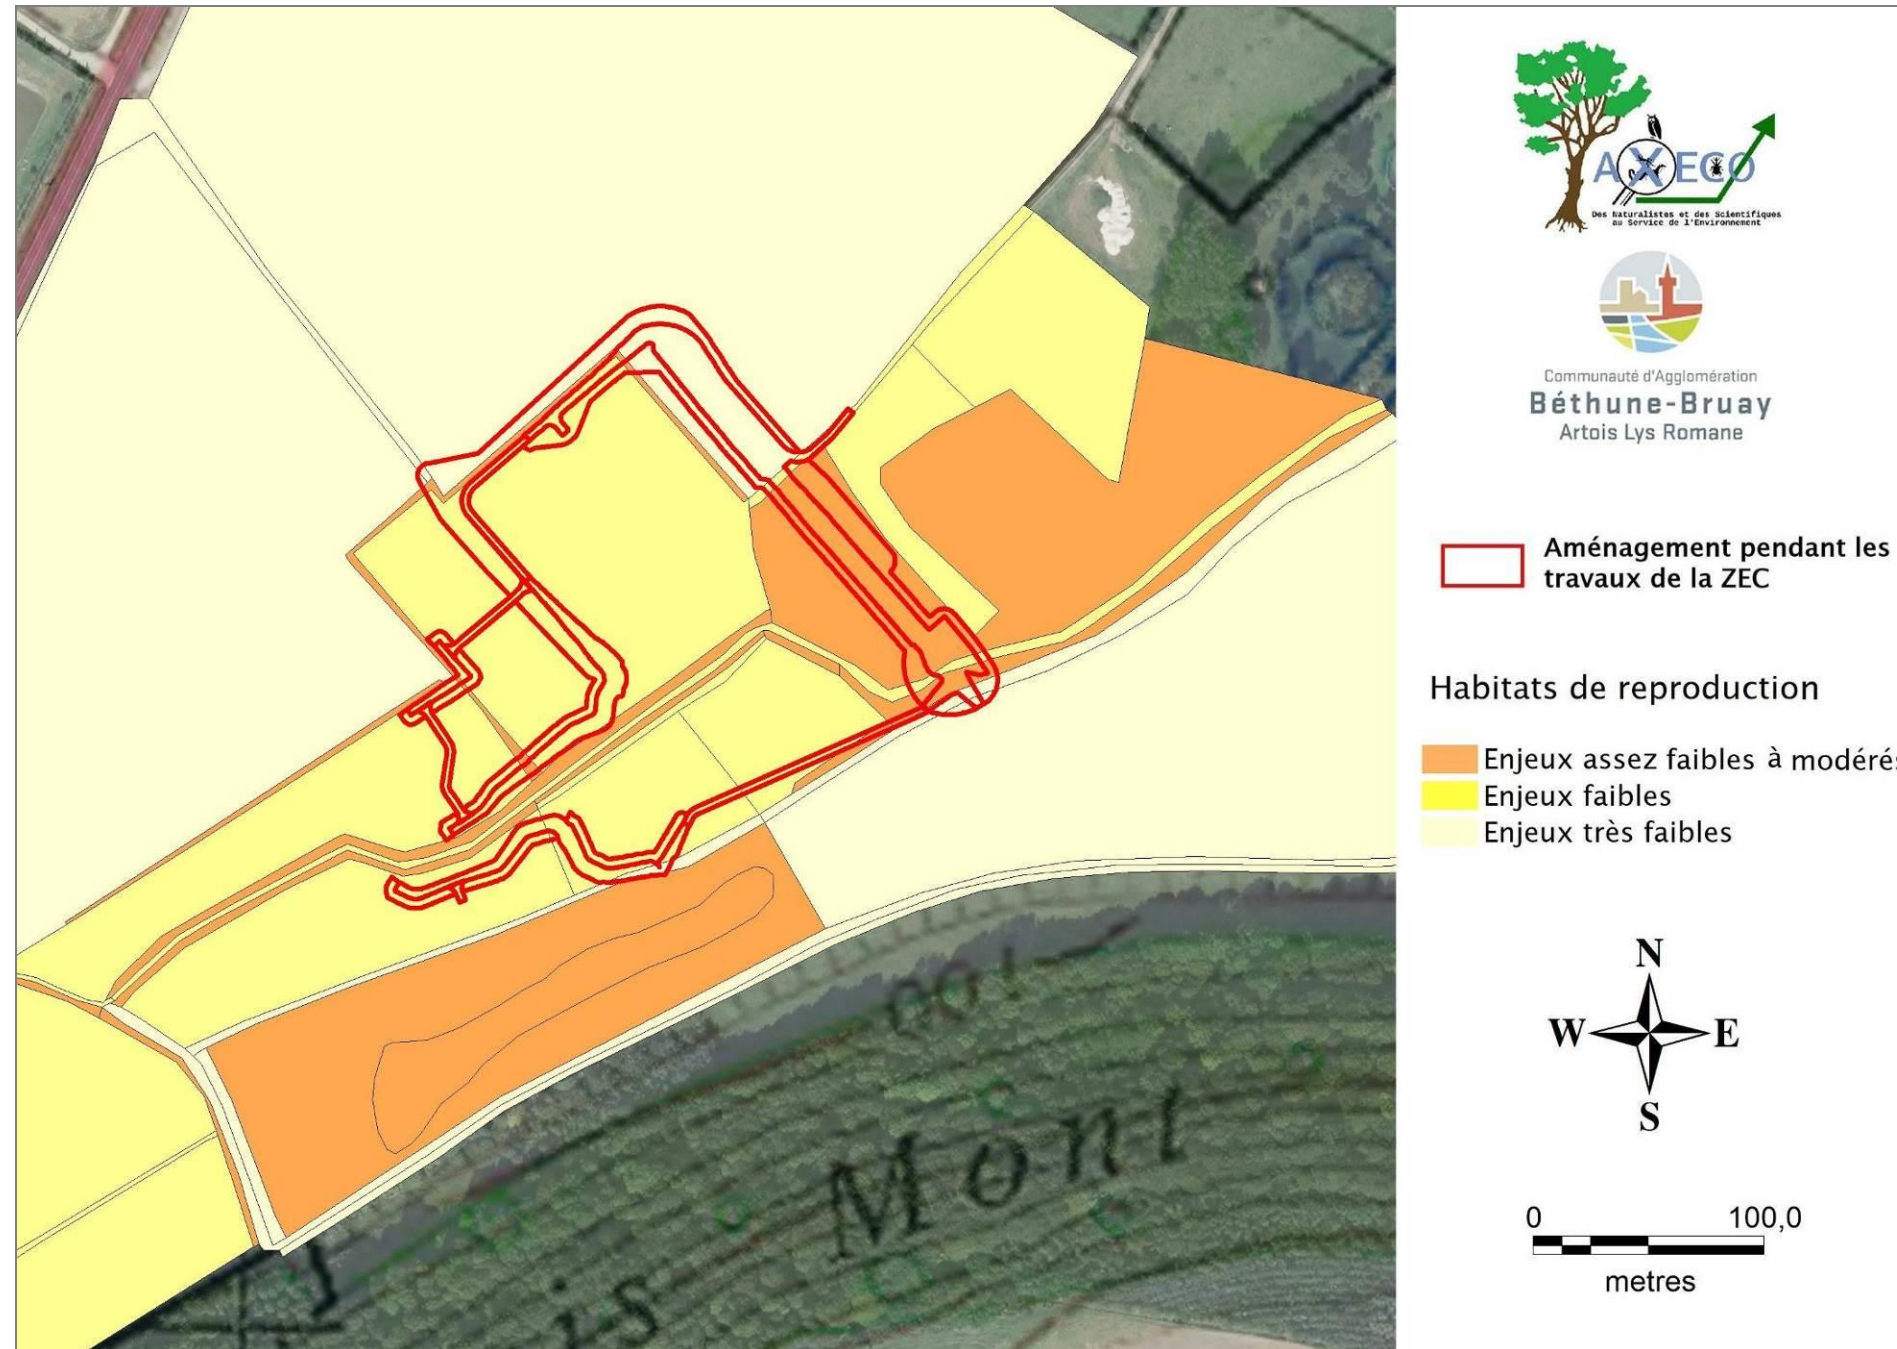 AXECO
Des Naturalistes et des Scientifiques
au Service de l'Environnement
Communauté d'Agglomération
Béthune-Bruay
Artois Lys Romane
Aménagement pendant les
travaux de la ZEC
Habitats de reproduction
Enjeux assez faibles à modérés
Enjeux faibles
Enjeux très faibles
N
W E
S
0 100,0
metres
is Mont